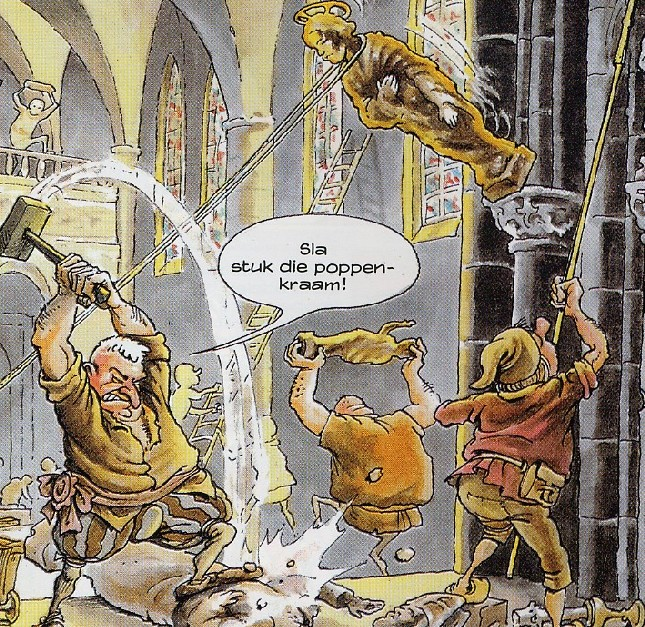 Sla
stuk die poppen-
kraam!